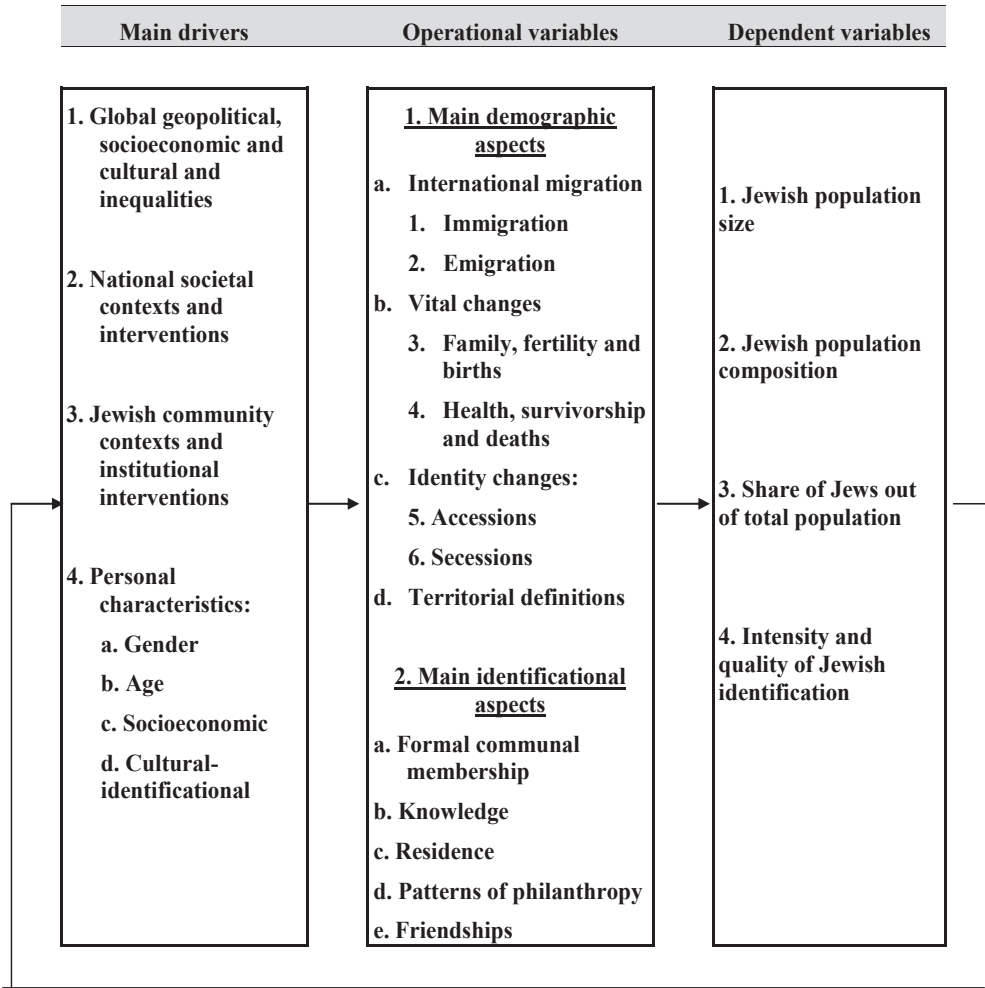 Main drivers
Operational variables
Dependent variables
1. Global geopolitical,
socioeconomic and
cultural and
inequalities
2. National societal
contexts and
interventions
3. Jewish community
contexts and
institutional
interventions
4. Personal
characteristics:
a. Gender
b. Age
c. Socioeconomic
d. Cultural-
identificational
1. Main demographic
aspects
a. International migration
1. Immigration
2. Emigration
b. Vital changes
3. Family, fertility and
births
4. Health, survivorship
and deaths
c. Identity changes:
5. Accessions
6. Secessions
d. Territorial definitions
2. Main identificational
aspects
a. Formal communal
membership
b. Knowledge
c. Residence
d. Patterns of philanthropy
e. Friendships
1. Jewish population
size
2. Jewish population
composition
3. Share of Jews out
of total population
4. Intensity and
quality of Jewish
identification